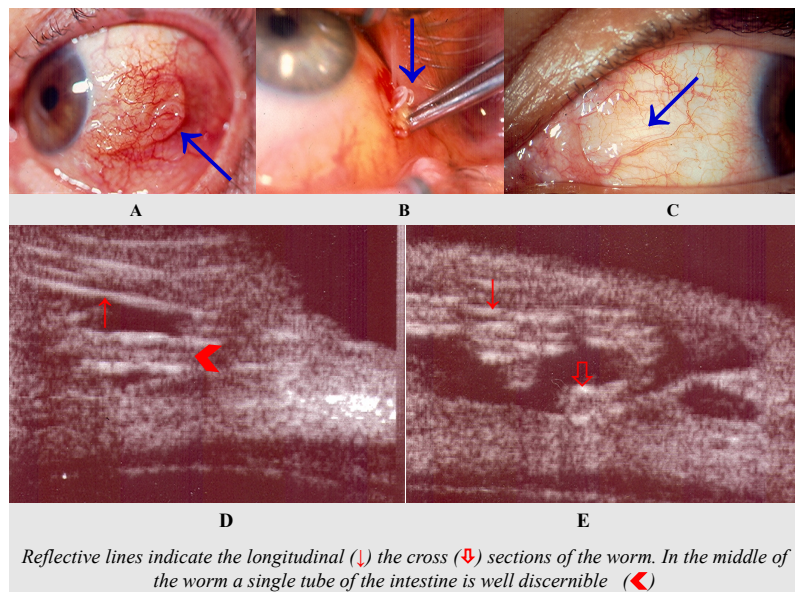 A
B
C
D
E
Reflective lines indicate the longitudinal (↓) the cross (⇩) sections of the worm. In the middle of
the worm a single tube of the intestine is well discernible (❮)